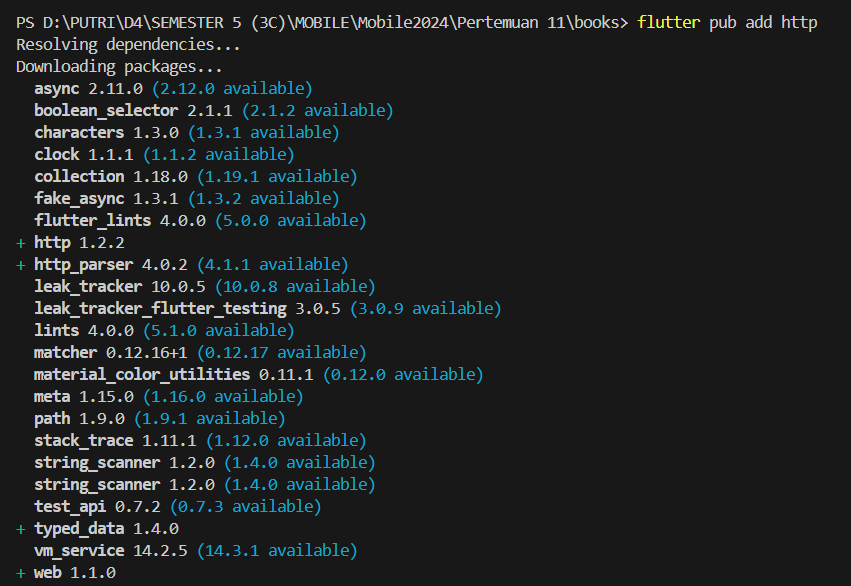 PS D:\PUTRI\D4\SEMESTER 5 (3C)\MOBILE\Mobile2024\Pertemuan 11\books> flutter pub add http
Resolving dependencies...
Downloading packages...
  async 2.11.0 (2.12.0 available)
  boolean_selector 2.1.1 (2.1.2 available)
  characters 1.3.0 (1.3.1 available)
  clock 1.1.1 (1.1.2 available)
  collection 1.18.0 (1.19.1 available)
  fake_async 1.3.1 (1.3.2 available)
  flutter_lints 4.0.0 (5.0.0 available)
+ http 1.2.2
+ http_parser 4.0.2 (4.1.1 available)
  leak_tracker 10.0.5 (10.0.8 available)
  leak_tracker_flutter_testing 3.0.5 (3.0.9 available)
  lints 4.0.0 (5.1.0 available)
  matcher 0.12.16+1 (0.12.17 available)
  material_color_utilities 0.11.1 (0.12.0 available)
  meta 1.15.0 (1.16.0 available)
  path 1.9.0 (1.9.1 available)
  stack_trace 1.11.1 (1.12.0 available)
  string_scanner 1.2.0 (1.4.0 available)
  string_scanner 1.2.0 (1.4.0 available)
  test_api 0.7.2 (0.7.3 available)
+ typed_data 1.4.0
  vm_service 14.2.5 (14.3.1 available)
+ web 1.1.0